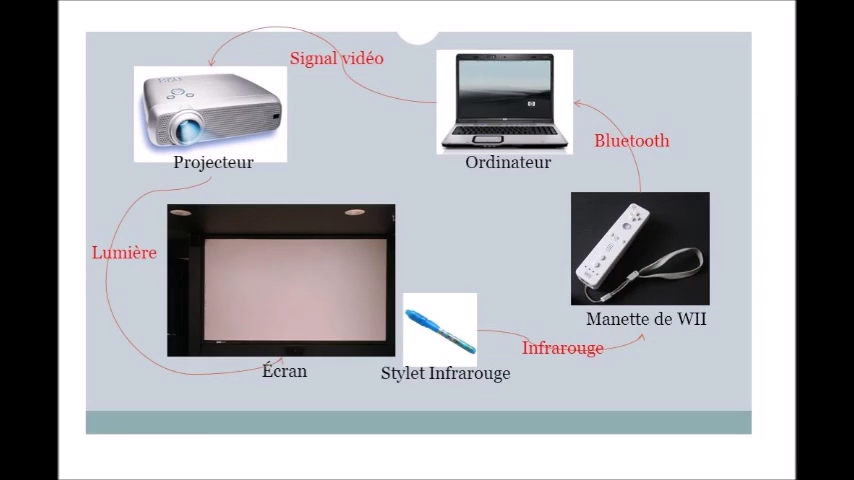 Signal vidéo
Projecteur
Ordinateur
Bluetooth
Lumière
Manette de WII
Infrarouge
Écran
Stylet Infrarouge